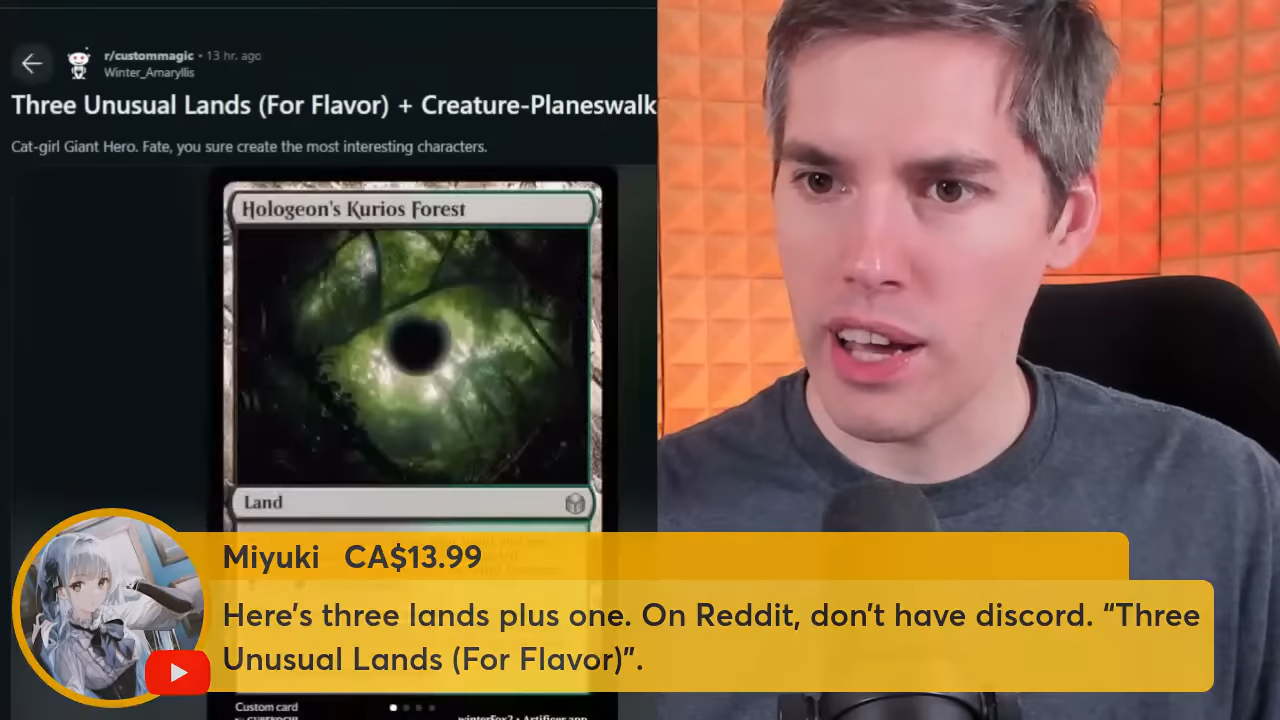 r/custommagic • 13 hr. ago
Winter_Amaryllis
Three Unusual Lands (For Flavor) + Creature-Planeswalk
Cat-girl Giant Hero. Fate, you sure create the most interesting characters.
Hologeon's Kurios Forest
Land
Miyuki CA$13.99
Here's three lands plus one. On Reddit, don't have discord. "Three
Unusual Lands (For Flavor)".
Custom card
winterFox2 • Artificer.app